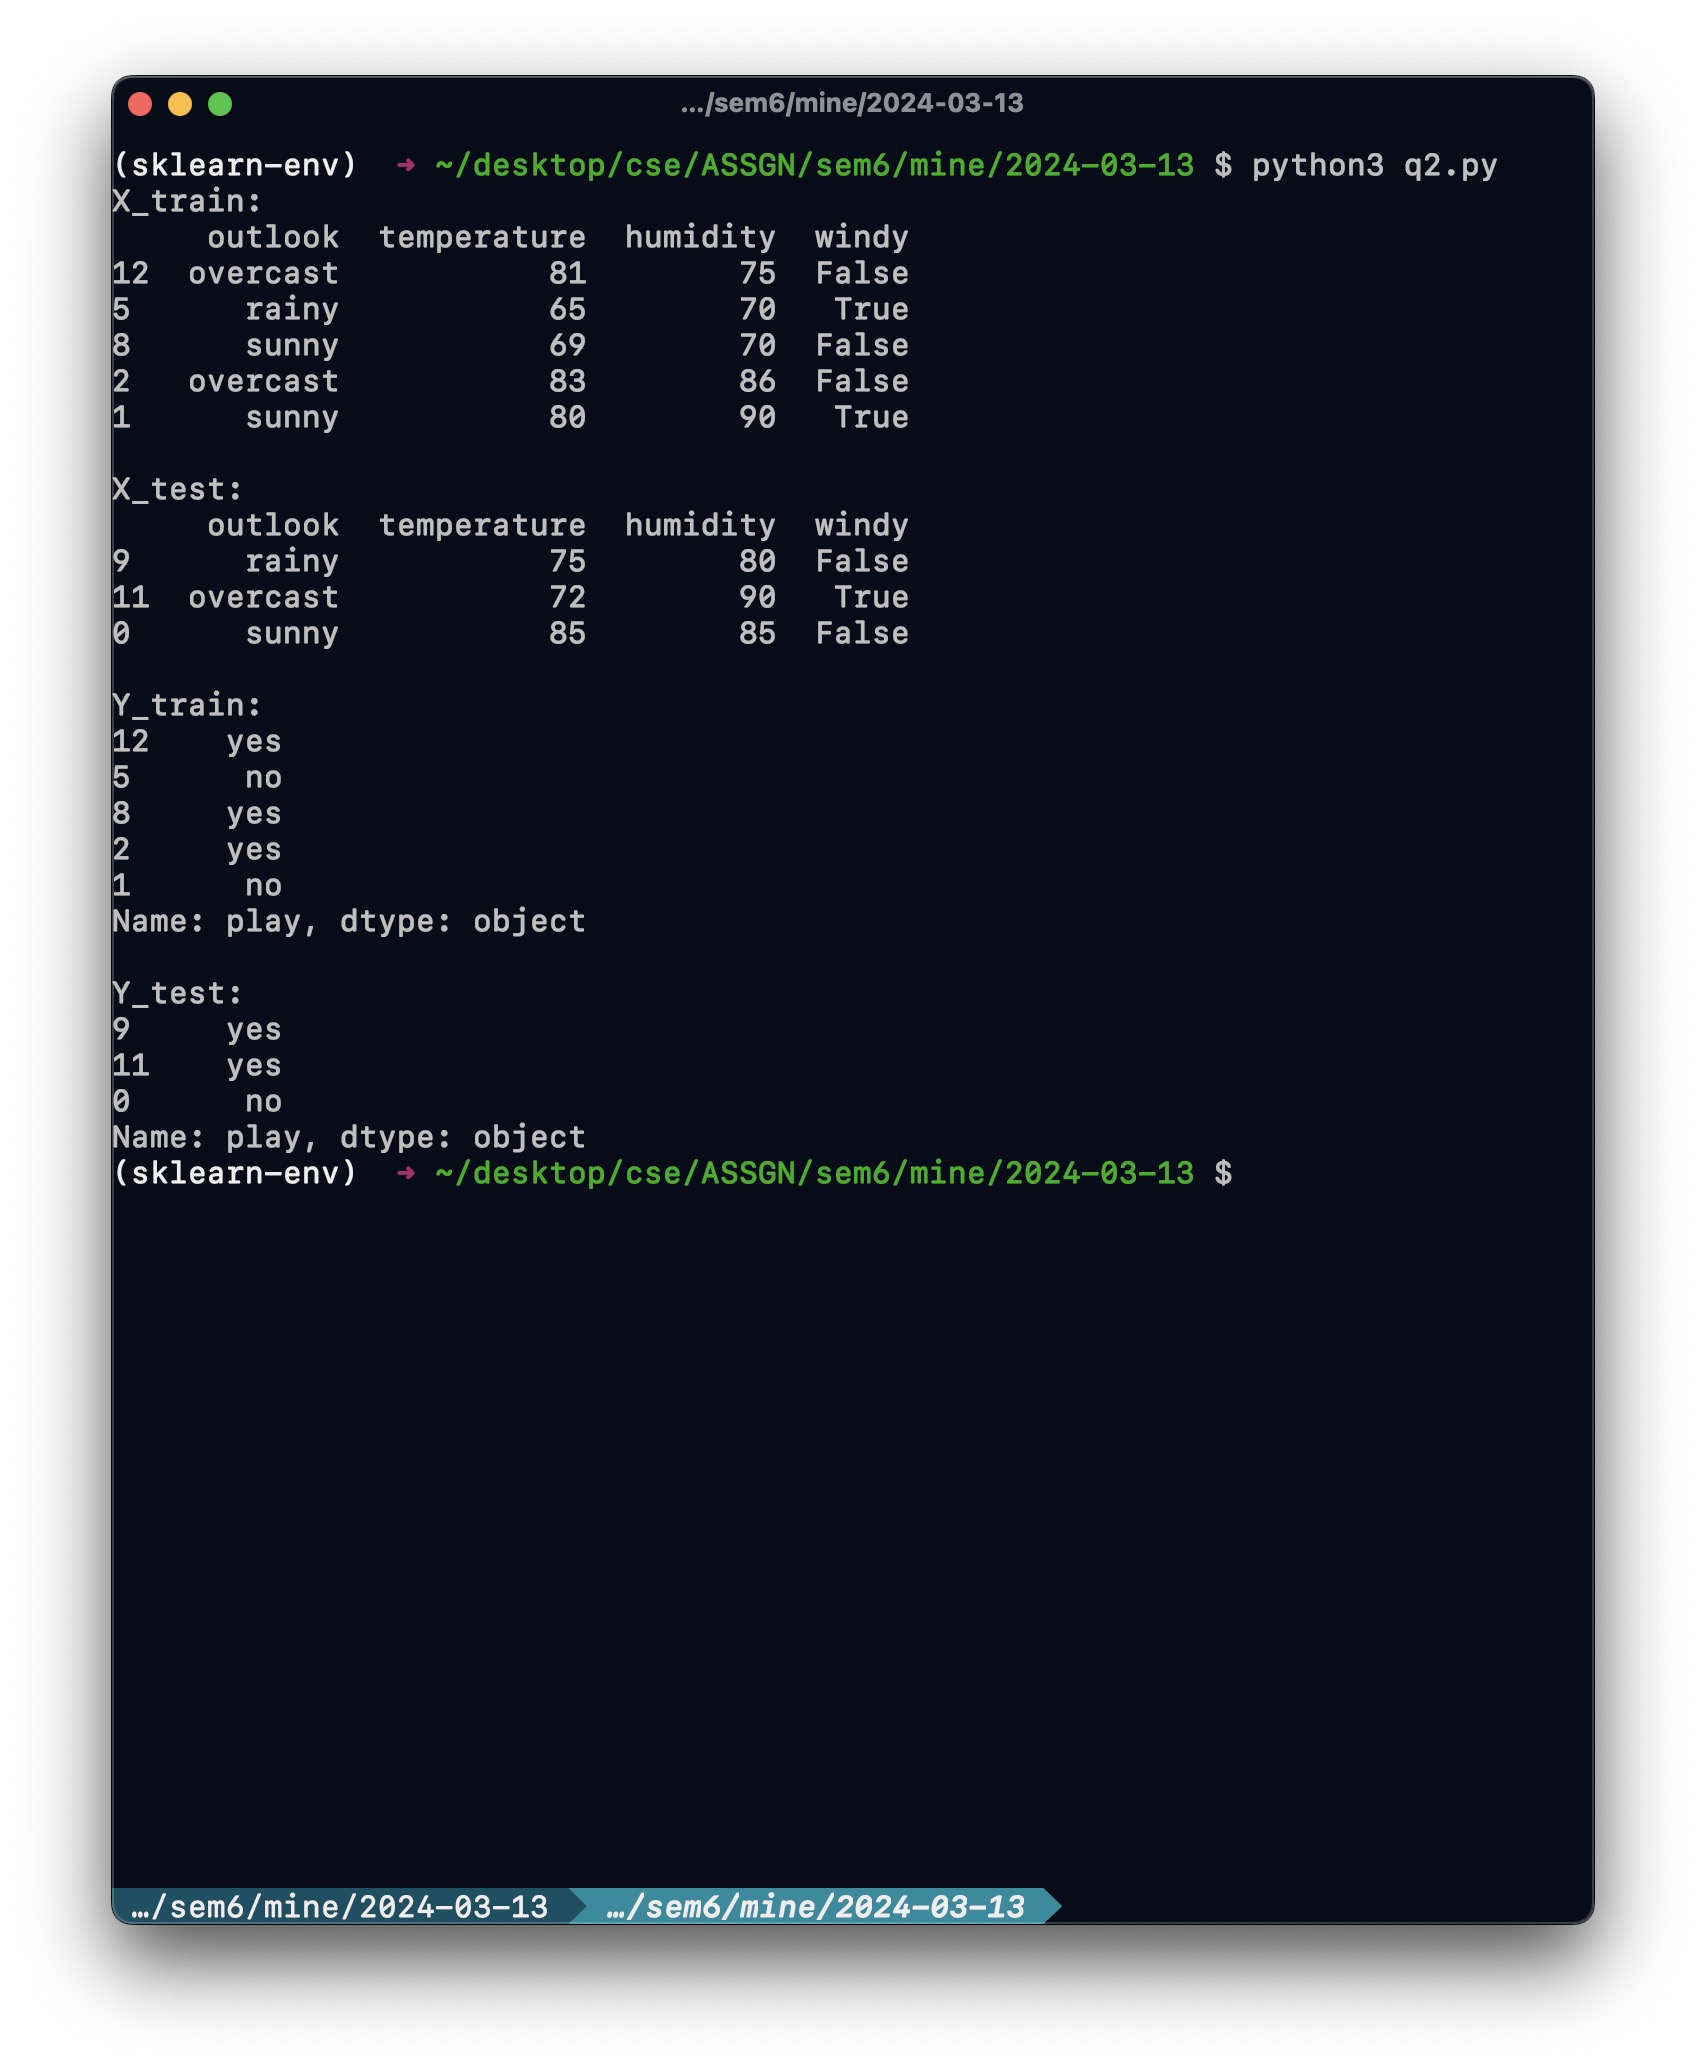 …/sem6/mine/2024-03-13
(sklearn-env)  ➜ ~/desktop/cse/ASSGN/sem6/mine/2024-03-13 $ python3 q2.py
X_train:
     outlook  temperature  humidity  windy
12  overcast           81        75  False
5      rainy           65        70   True
8      sunny           69        70  False
2   overcast           83        86  False
1      sunny           80        90   True
X_test:
     outlook  temperature  humidity  windy
9      rainy           75        80  False
11  overcast           72        90   True
0      sunny           85        85  False
Y_train:
12    yes
5      no
8     yes
2     yes
1      no
Name: play, dtype: object
Y_test:
9     yes
11    yes
0      no
Name: play, dtype: object
(sklearn-env)  ➜ ~/desktop/cse/ASSGN/sem6/mine/2024-03-13 $
…/sem6/mine/2024-03-13  …/sem6/mine/2024-03-13